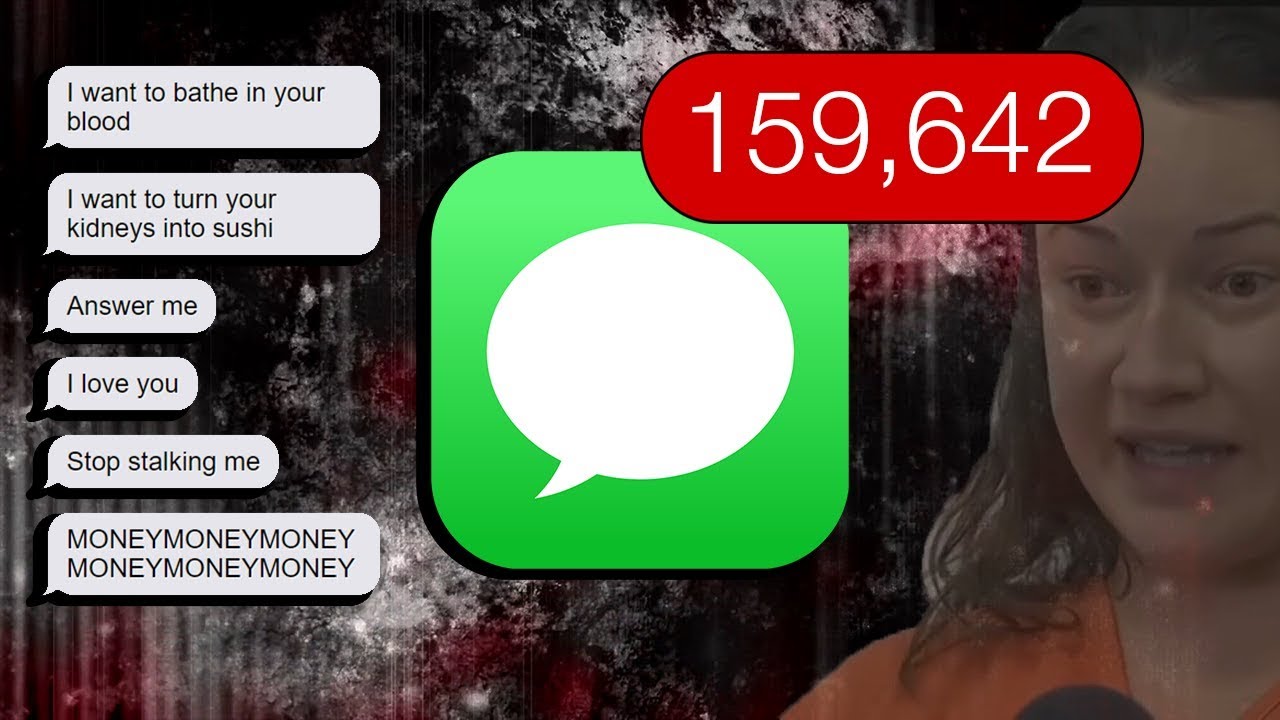 I want to bathe in your
blood
I want to turn your
kidneys into sushi
Answer me
I love you
Stop stalking me
MONEYMONEYMONEY
MONEYMONEYMONEY
159,642